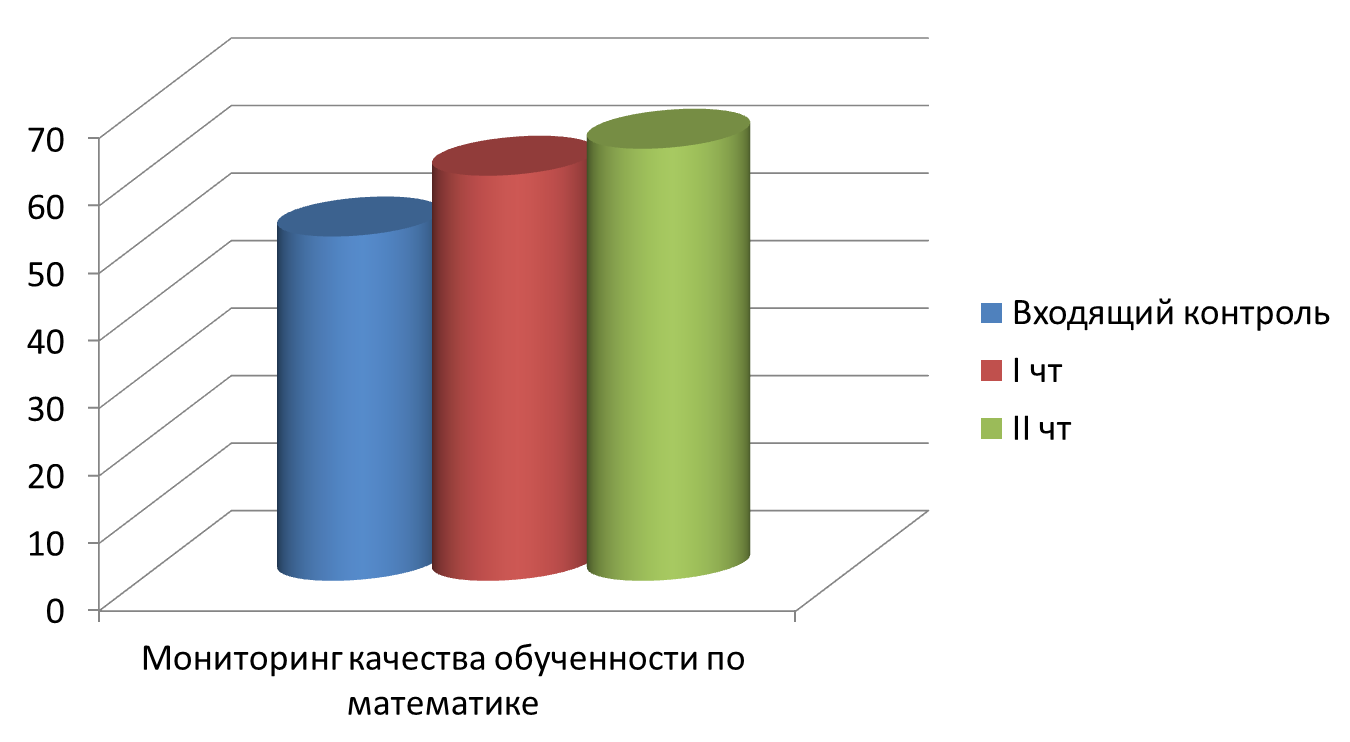 70
60
50
40
30
20
10
0
Мониторинг качества обученности по
математике
Входящий контроль
I чт
II чт